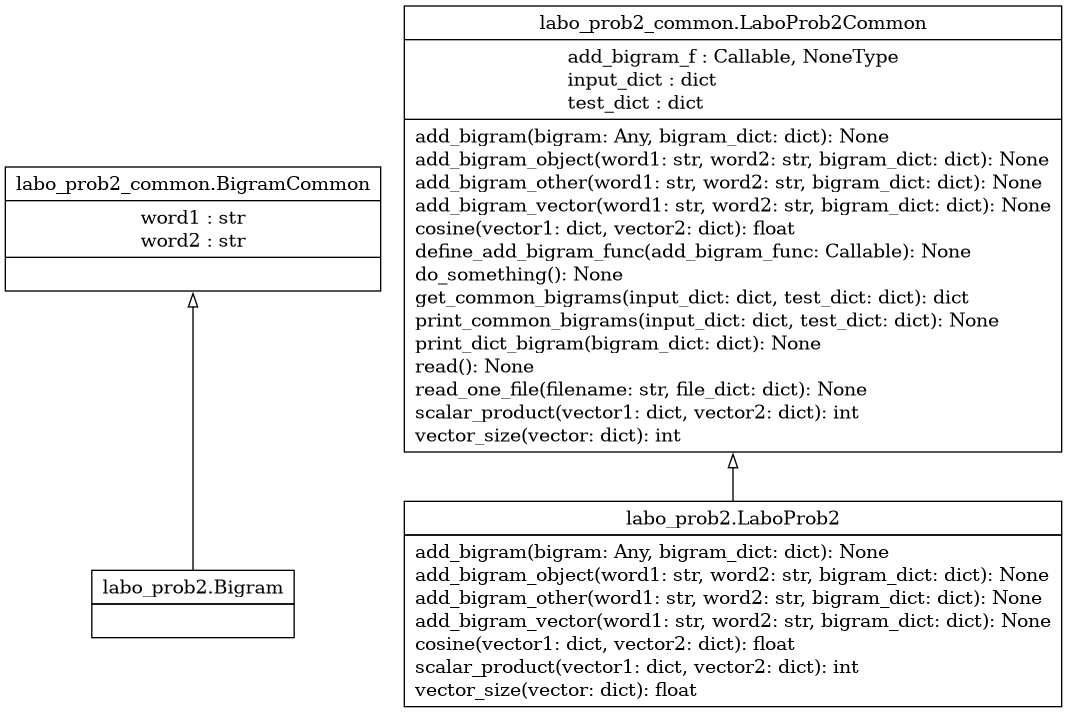 labo_prob2_common.LaboProb2Common
add_bigram_f : Callable, NoneType
input_dict : dict
test_dict : dict
add_bigram(bigram: Any, bigram_dict: dict): None
add_bigram_object(word1: str, word2: str, bigram_dict: dict): None
add_bigram_other(word1: str, word2: str, bigram_dict: dict): None
add_bigram_vector(word1: str, word2: str, bigram_dict: dict): None
cosine(vector1: dict, vector2: dict): float
define_add_bigram_func(add_bigram_func: Callable): None
do_something(): None
get_common_bigrams(input_dict: dict, test_dict: dict): dict
print_common_bigrams(input_dict: dict, test_dict: dict): None
print_dict_bigram(bigram_dict: dict): None
read(): None
read_one_file(filename: str, file_dict: dict): None
scalar_product(vector1: dict, vector2: dict): int
vector_size(vector: dict): int
labo_prob2_common.BigramCommon
word1 : str
word2 : str
labo_prob2.Bigram
labo_prob2.LaboProb2
add_bigram(bigram: Any, bigram_dict: dict): None
add_bigram_object(word1: str, word2: str, bigram_dict: dict): None
add_bigram_other(word1: str, word2: str, bigram_dict: dict): None
add_bigram_vector(word1: str, word2: str, bigram_dict: dict): None
cosine(vector1: dict, vector2: dict): float
scalar_product(vector1: dict, vector2: dict): int
vector_size(vector: dict): float